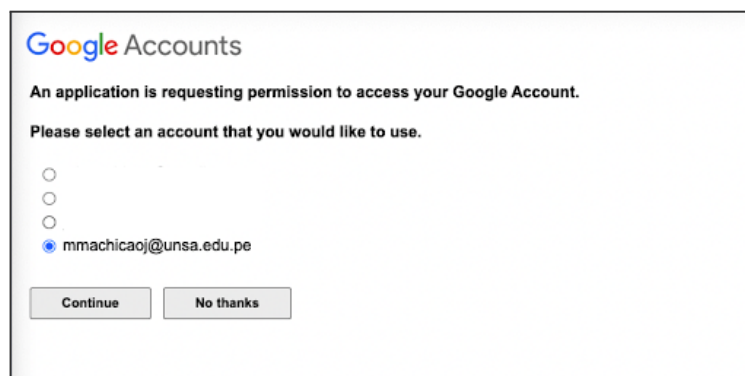 Google Accounts
An application is requesting permission to access your Google Account.
Please select an account that you would like to use.
mmachicaoj@unsa.edu.pe
Continue
No thanks